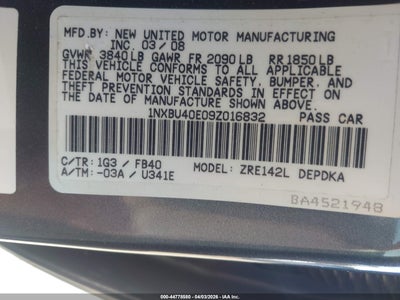 MFD.BY: NEW UNITED MOTOR MANUFACTURING
INC. 03/08
GVWR 3840LB GAWR FR 2090LB RR 1850LB
THIS VEHICLE CONFORMS TO ALL APPLICABLE
FEDERAL MOTOR VEHICLE SAFETY, BUMPER, AND
THEFT PREVENTION STANDARDS IN EFFECT ON
THE DATE OF MANUFACTURE SHOWN ABOVE.
1NXBU40E09Z016832 PASS CAR
C/TR: 1G3 / FB40 MODEL: ZRE142L DEPDKA
A/TM: -03A / U341E
BA4521948
000-44778580 - 04/03/2026 - COPYRIGHT IAA, LLC.